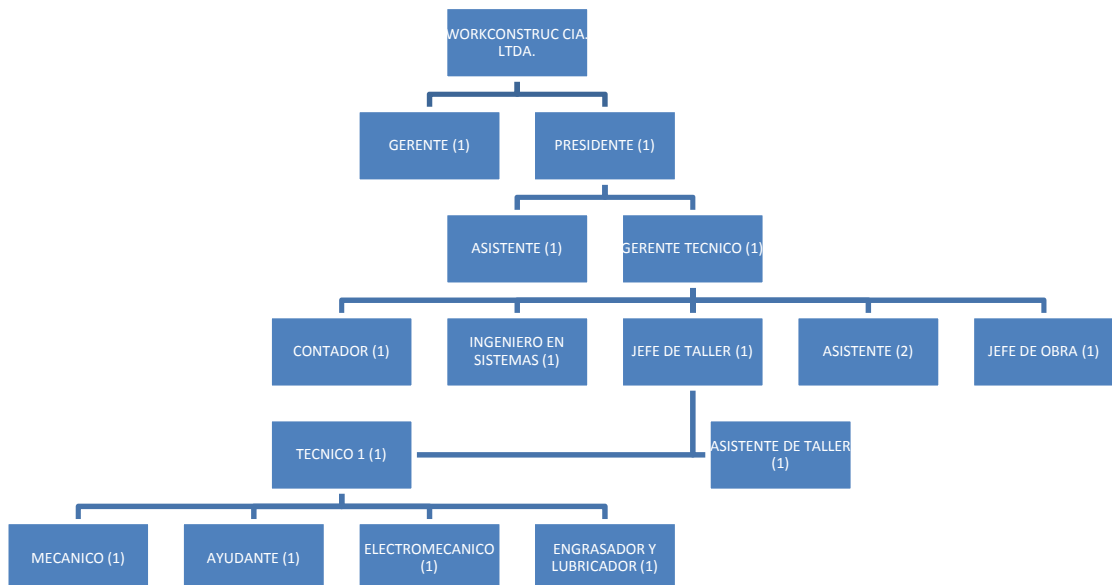 WORKCONSTRUC CIA.
LTDA.
GERENTE (1)
PRESIDENTE (1)
ASISTENTE (1)
GERENTE TECNICO (1)
CONTADOR (1)
INGENIERO EN
SISTEMAS (1)
JEFE DE TALLER (1)
ASISTENTE (2)
JEFE DE OBRA (1)
TECNICO 1 (1)
ASISTENTE DE TALLER
(1)
MECANICO (1)
AYUDANTE (1)
ELECTROMECANICO
(1)
ENGRASADOR Y
LUBRICADOR (1)